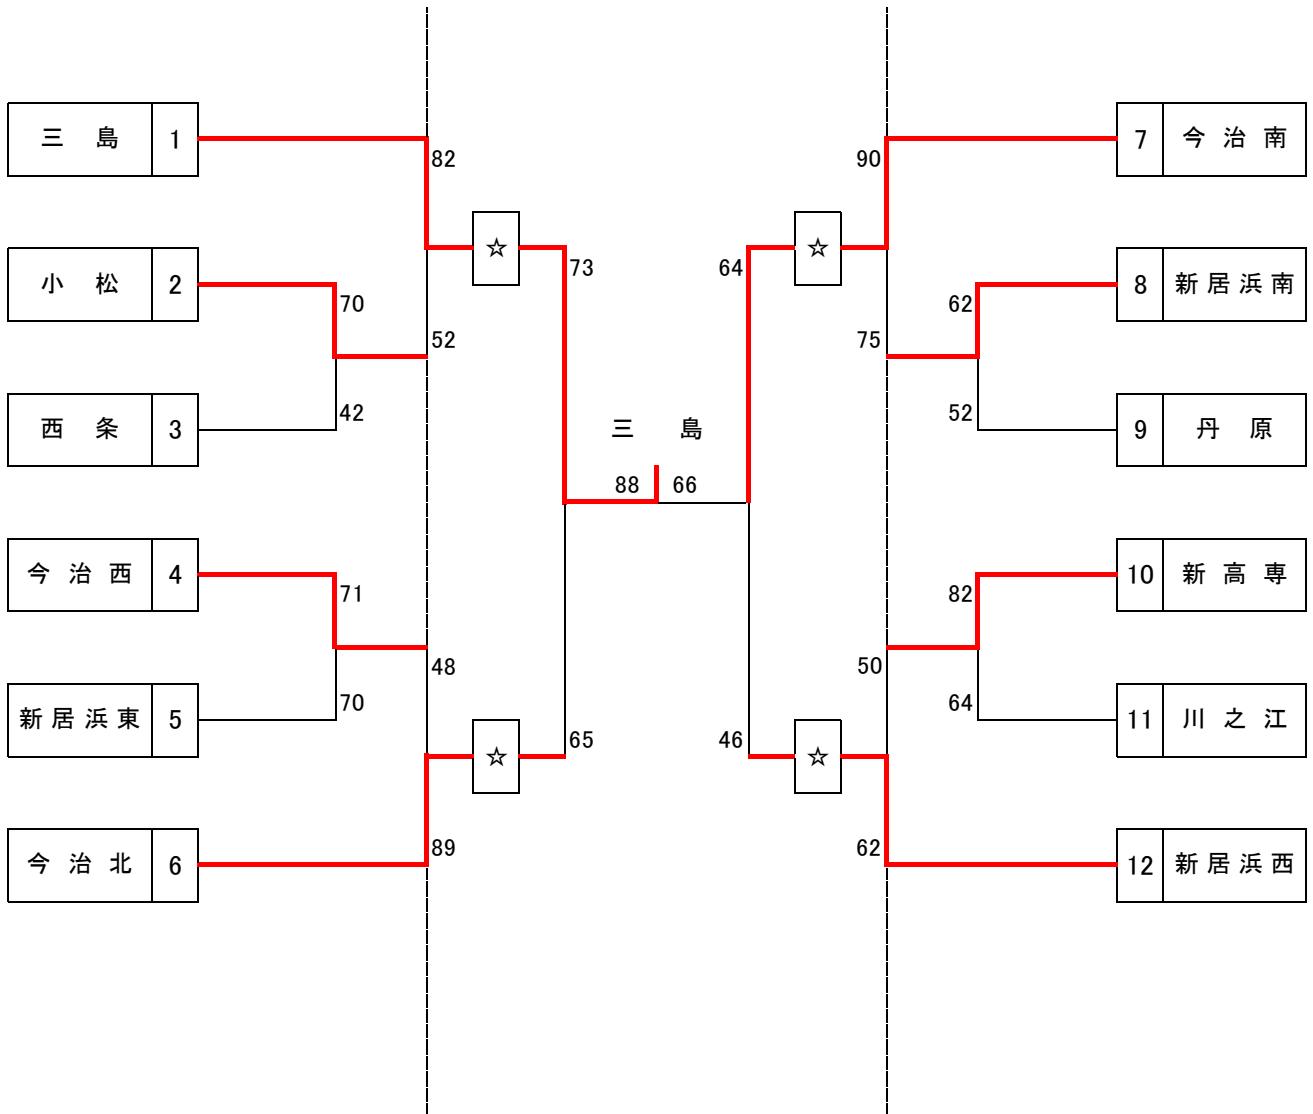 三 島 1
82
☆
73
小 松 2
70
52
西 条 3
42
今 治 西 4
71
48
新 居 浜 東 5
70
☆
65
今 治 北 6
89
三 島
88 66
7 今 治 南
90
☆
64
8 新 居 浜 南
62
75
9 丹 原
52
10 新 高 専
82
50
11 川 之 江
64
☆
46
12 新 居 浜 西
62